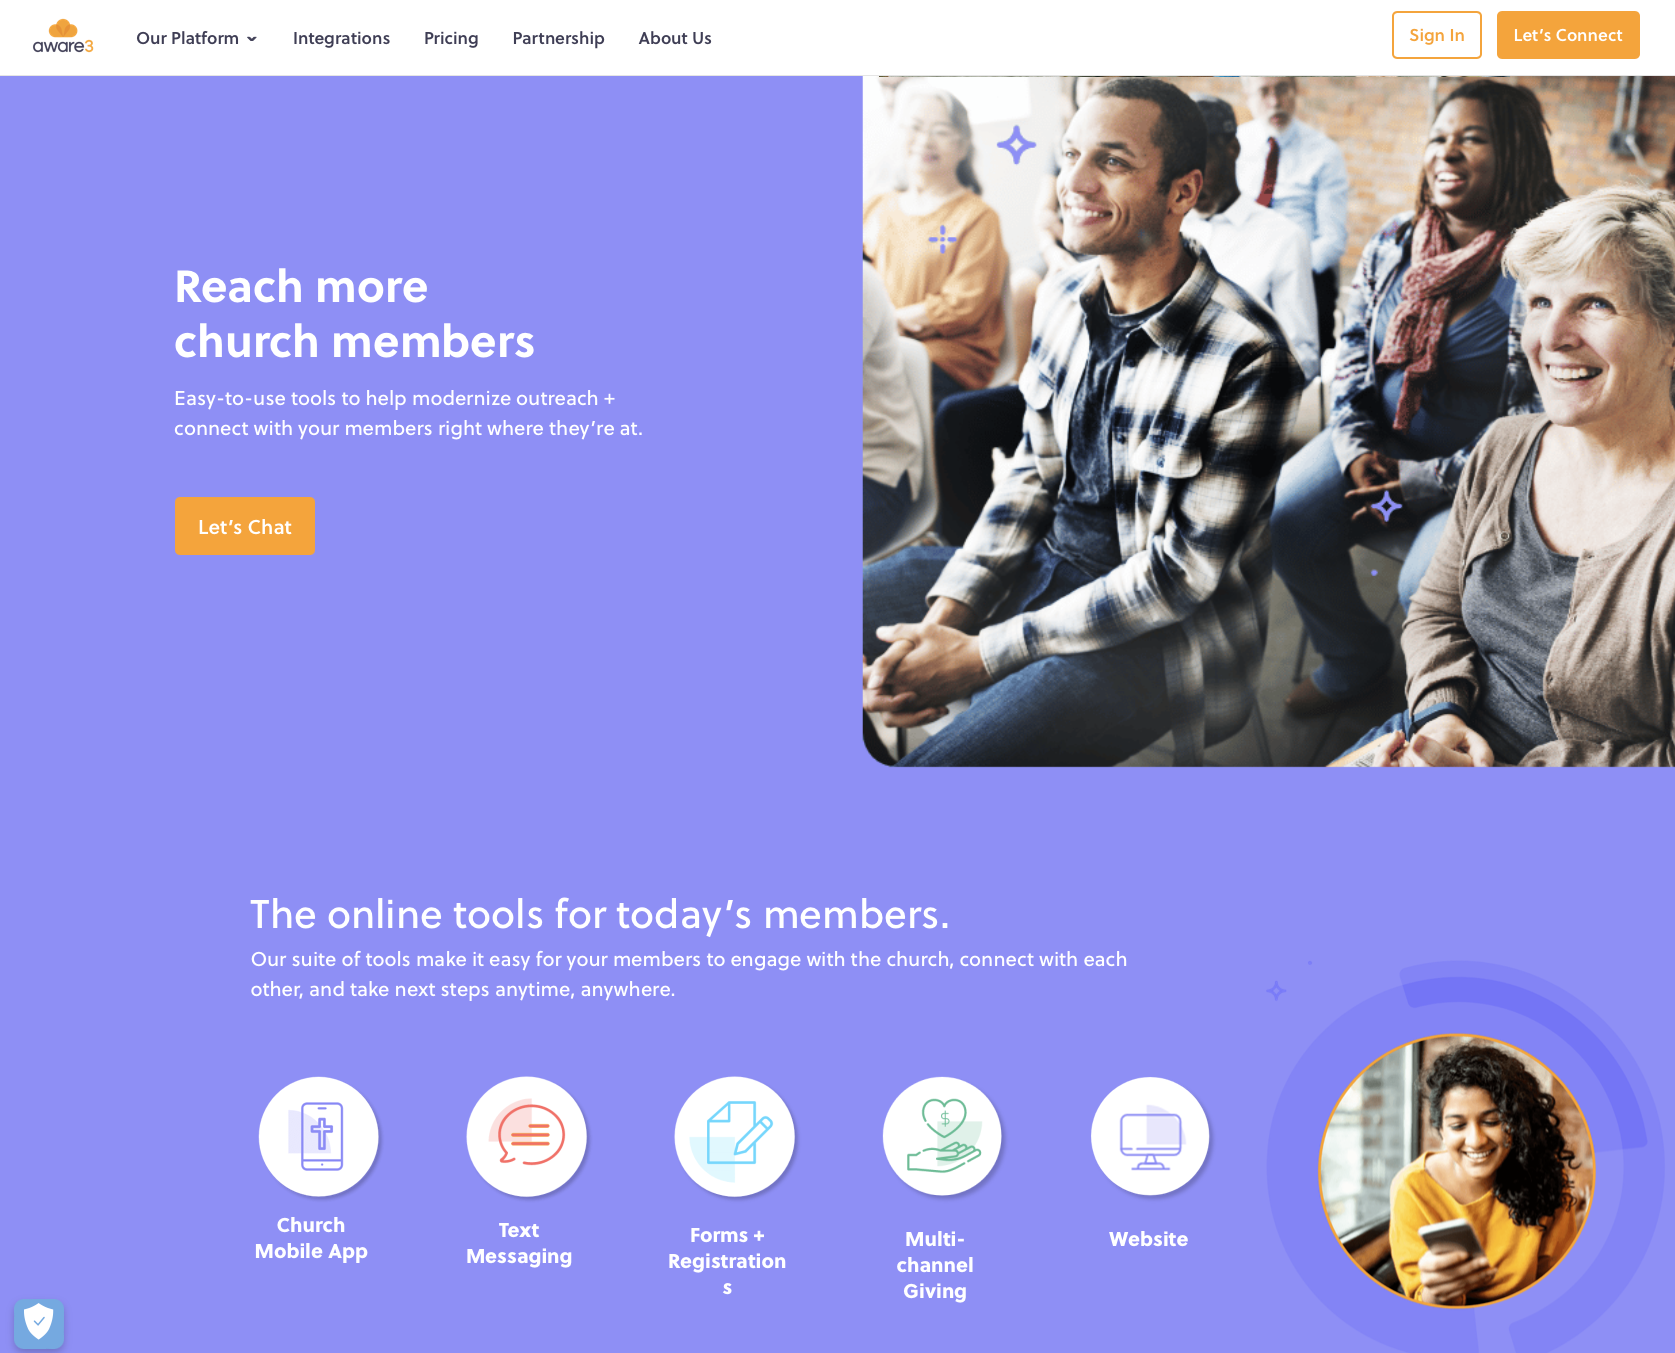 aware3
Our Platform
Integrations
Pricing
Partnership
About Us
Sign In
Let's Connect
Reach more
church members
Easy-to-use tools to help modernize outreach +
connect with your members right where they're at.
Let's Chat
The online tools for today's members.
Our suite of tools make it easy for your members to engage with the church, connect with each
other, and take next steps anytime, anywhere.
$
Church
Mobile App
Text
Messaging
Forms +
Registration
s
Multi-
channel
Giving
Website